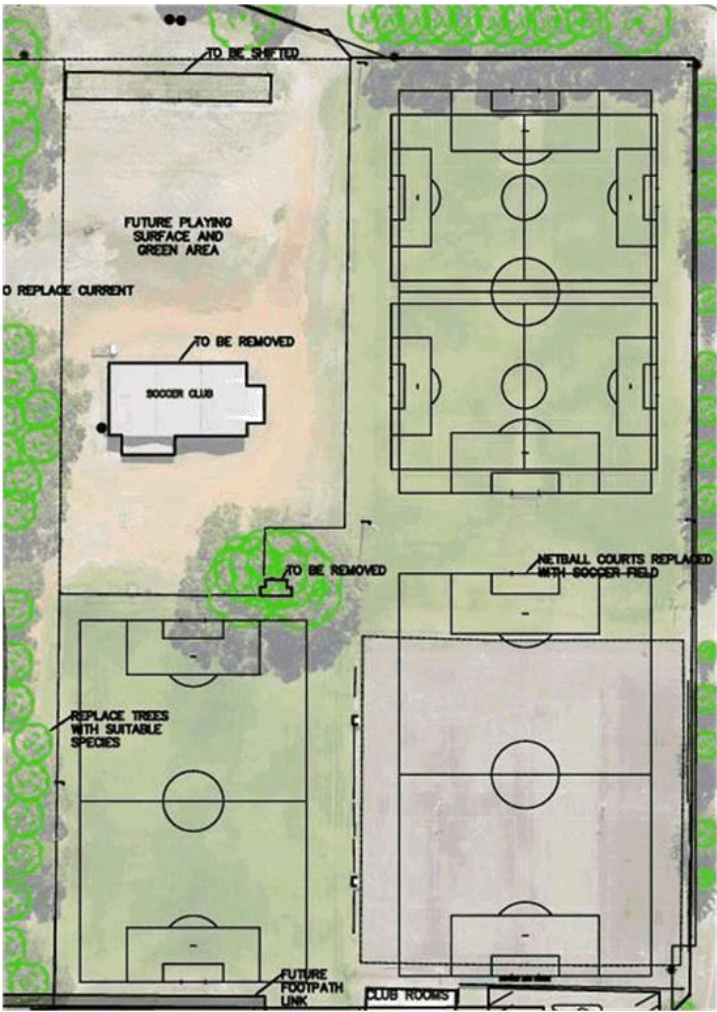 TO BE SHIFTED
FUTURE PLAYING
SURFACE AND
GREEN AREA
O REPLACE CURRENT
TO BE REMOVED
SOCCER CLUB
TO BE REMOVED
NETBALL COURTS REPLACED
WITH SOCCER FIELD
REPLACE TREES
WITH SUITABLE
SPECIES
FUTURE
FOOTPATH
LINK
CLUB ROOMS